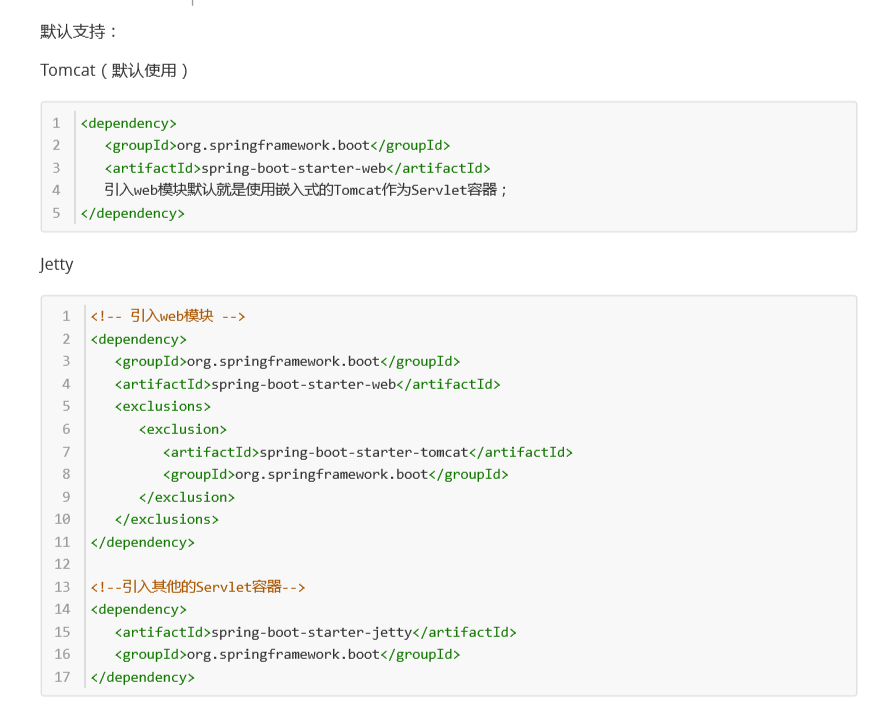 默认支持：
Tomcat（默认使用）
1 <dependency>
2    <groupId>org.springframework.boot</groupId>
3    <artifactId>spring-boot-starter-web</artifactId>
4    引入web模块默认就是使用嵌入式的Tomcat作为Servlet容器；
5 </dependency>
Jetty
1 <!-- 引入web模块 -->
2 <dependency>
3    <groupId>org.springframework.boot</groupId>
4    <artifactId>spring-boot-starter-web</artifactId>
5    <exclusions>
6       <exclusion>
7          <artifactId>spring-boot-starter-tomcat</artifactId>
8          <groupId>org.springframework.boot</groupId>
9       </exclusion>
10    </exclusions>
11 </dependency>
12
13 <!--引入其他的Servlet容器-->
14 <dependency>
15    <artifactId>spring-boot-starter-jetty</artifactId>
16    <groupId>org.springframework.boot</groupId>
17 </dependency>